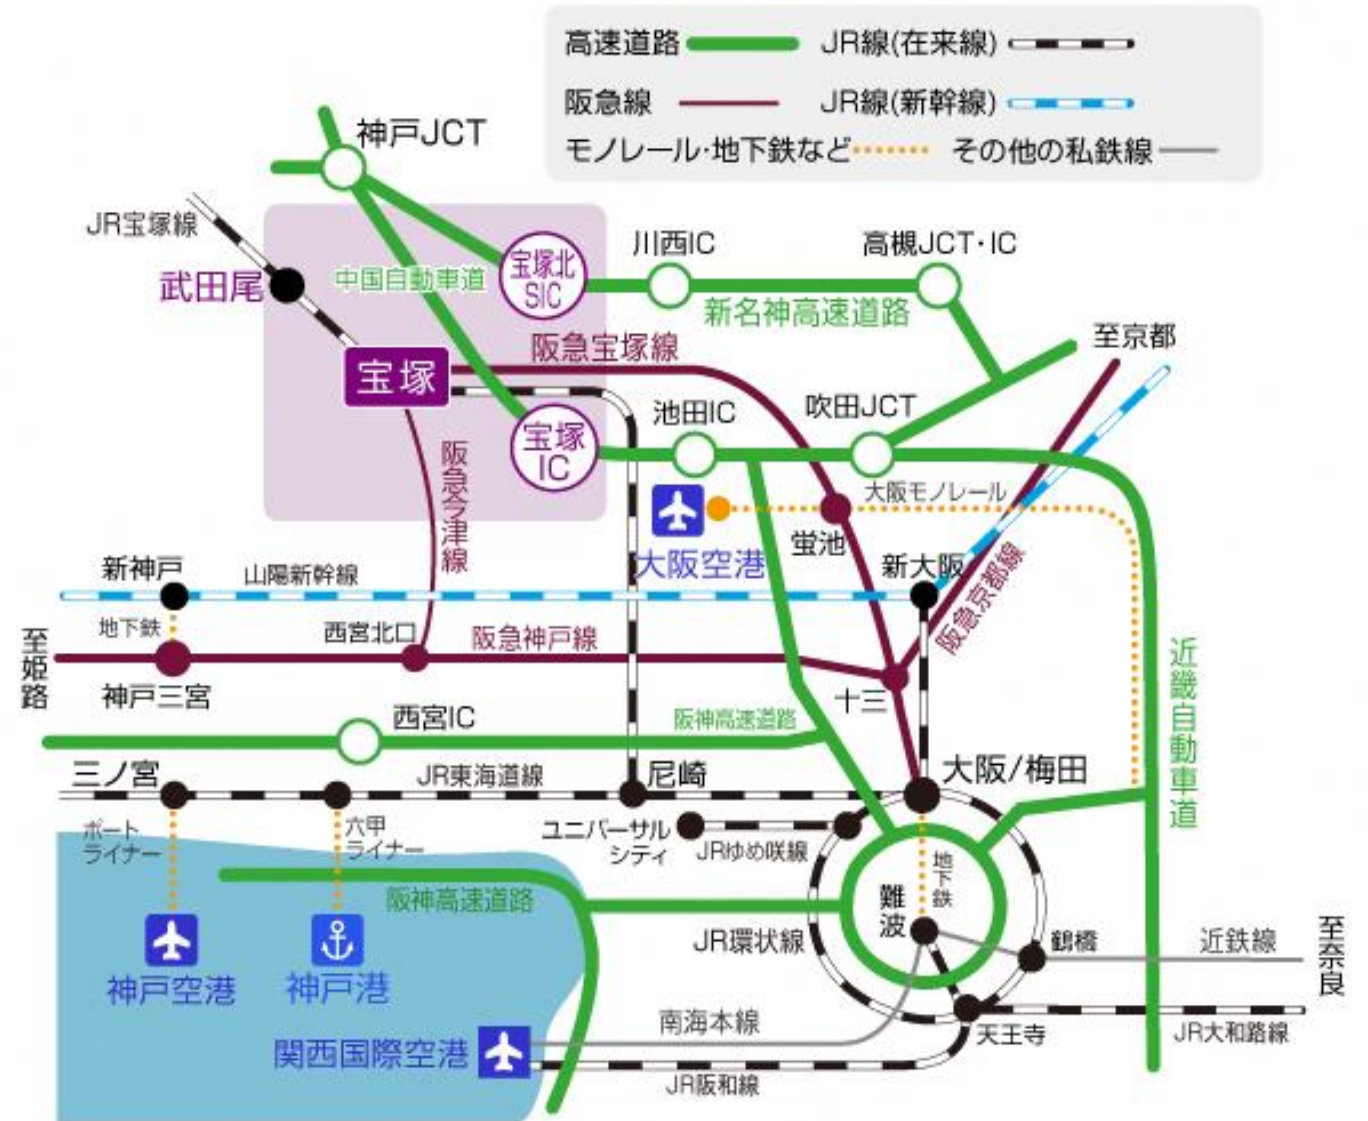 高速道路
JR線(在来線)
阪急線
JR線(新幹線)
モノレール・地下鉄など
その他の私鉄線
神戸JCT
JR宝塚線
武田尾
中国自動車道
宝塚北
SIC
川西IC
高槻JCT・IC
新名神高速道路
至京都
阪急宝塚線
宝塚
池田IC
吹田JCT
宝塚
IC
阪急今津線
大阪モノレール
蛍池
大阪空港
新大阪
阪急京都線
新神戸
山陽新幹線
地下鉄
西宮北口
阪急神戸線
至姫路
神戸三宮
十三
近畿自動車道
西宮IC
阪神高速道路
三ノ宮
JR東海道線
尼崎
大阪/梅田
ポート
ライナー
六甲
ライナー
ユニバーサル
シティ
JRゆめ咲線
地下鉄
阪神高速道路
難波
JR環状線
鶴橋
近鉄線
至奈良
神戸空港
神戸港
南海本線
天王寺
JR大和路線
関西国際空港
JR阪和線